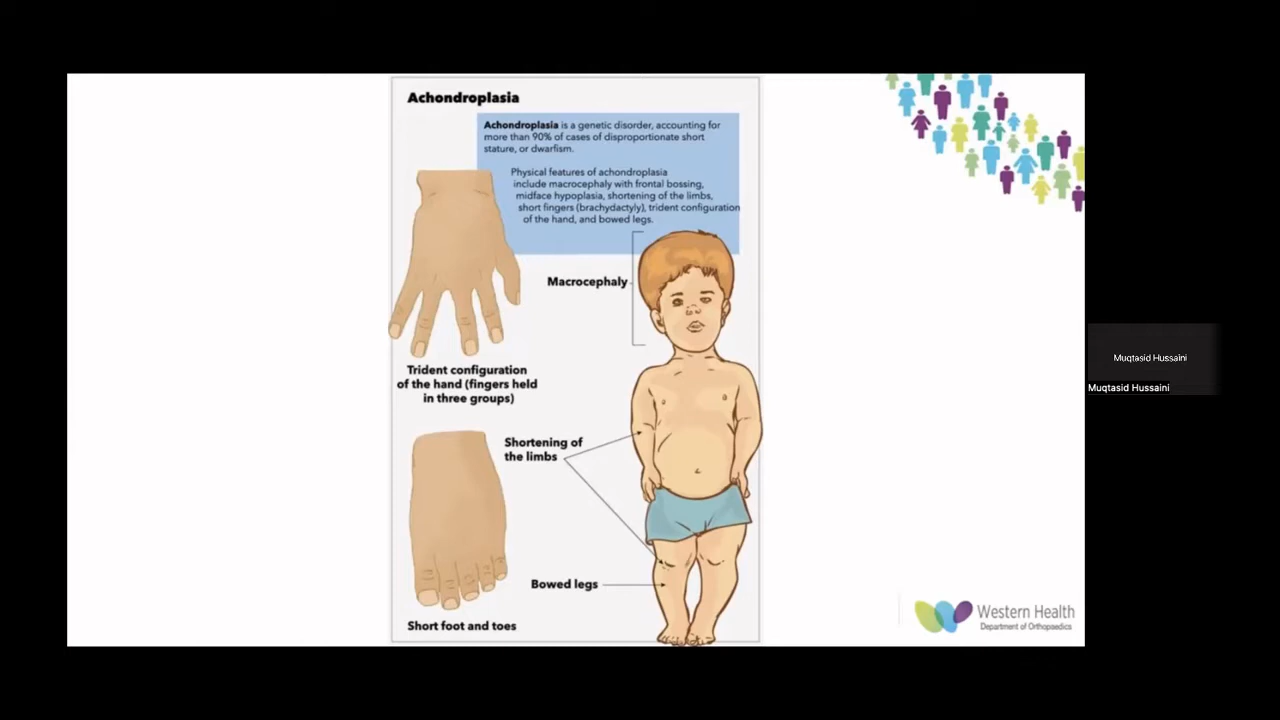 Achondroplasia
Achondroplasia is a genetic disorder, accounting for
more than 90% of cases of disproportionate short
stature, or dwarfism.
Physical features of achondroplasia
include macrocephaly with frontal bossing,
midface hypoplasia, shortening of the limbs,
short fingers (brachydactyly), trident configuration
of the hand, and bowed legs.
Macrocephaly
Trident configuration
of the hand (fingers held
in three groups)
Shortening of
the limbs
Bowed legs
Short foot and toes
Western Health
Department of Orthopaedics
Muqtasid Hussaini
Muqtasid Hussaini